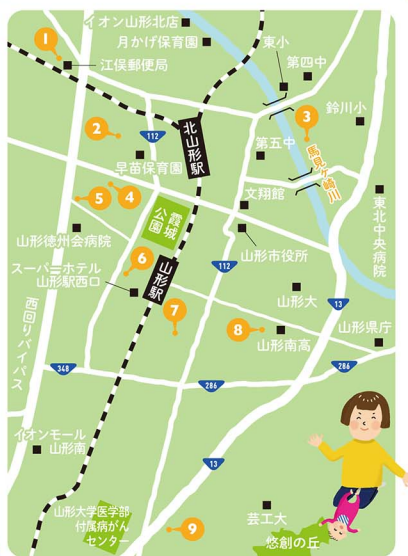 イオン山形北店
月かげ保育園
東小
第四中
1
江俣郵便局
鈴川小
2
112
北山形駅
第五中
3
馬見ヶ崎川
早苗保育園
5
4
霞城
公園
文翔館
東北中央病院
山形徳州会病院
山形市役所
6
112
スーパーホテル
山形駅西口
山形駅
山形大
13
西回りバイパス
7
8
山形南高
山形県庁
348
286
286
イオンモール
山形南
13
山形大学医学部
付属病がん
センター
9
芸工大
悠創の丘